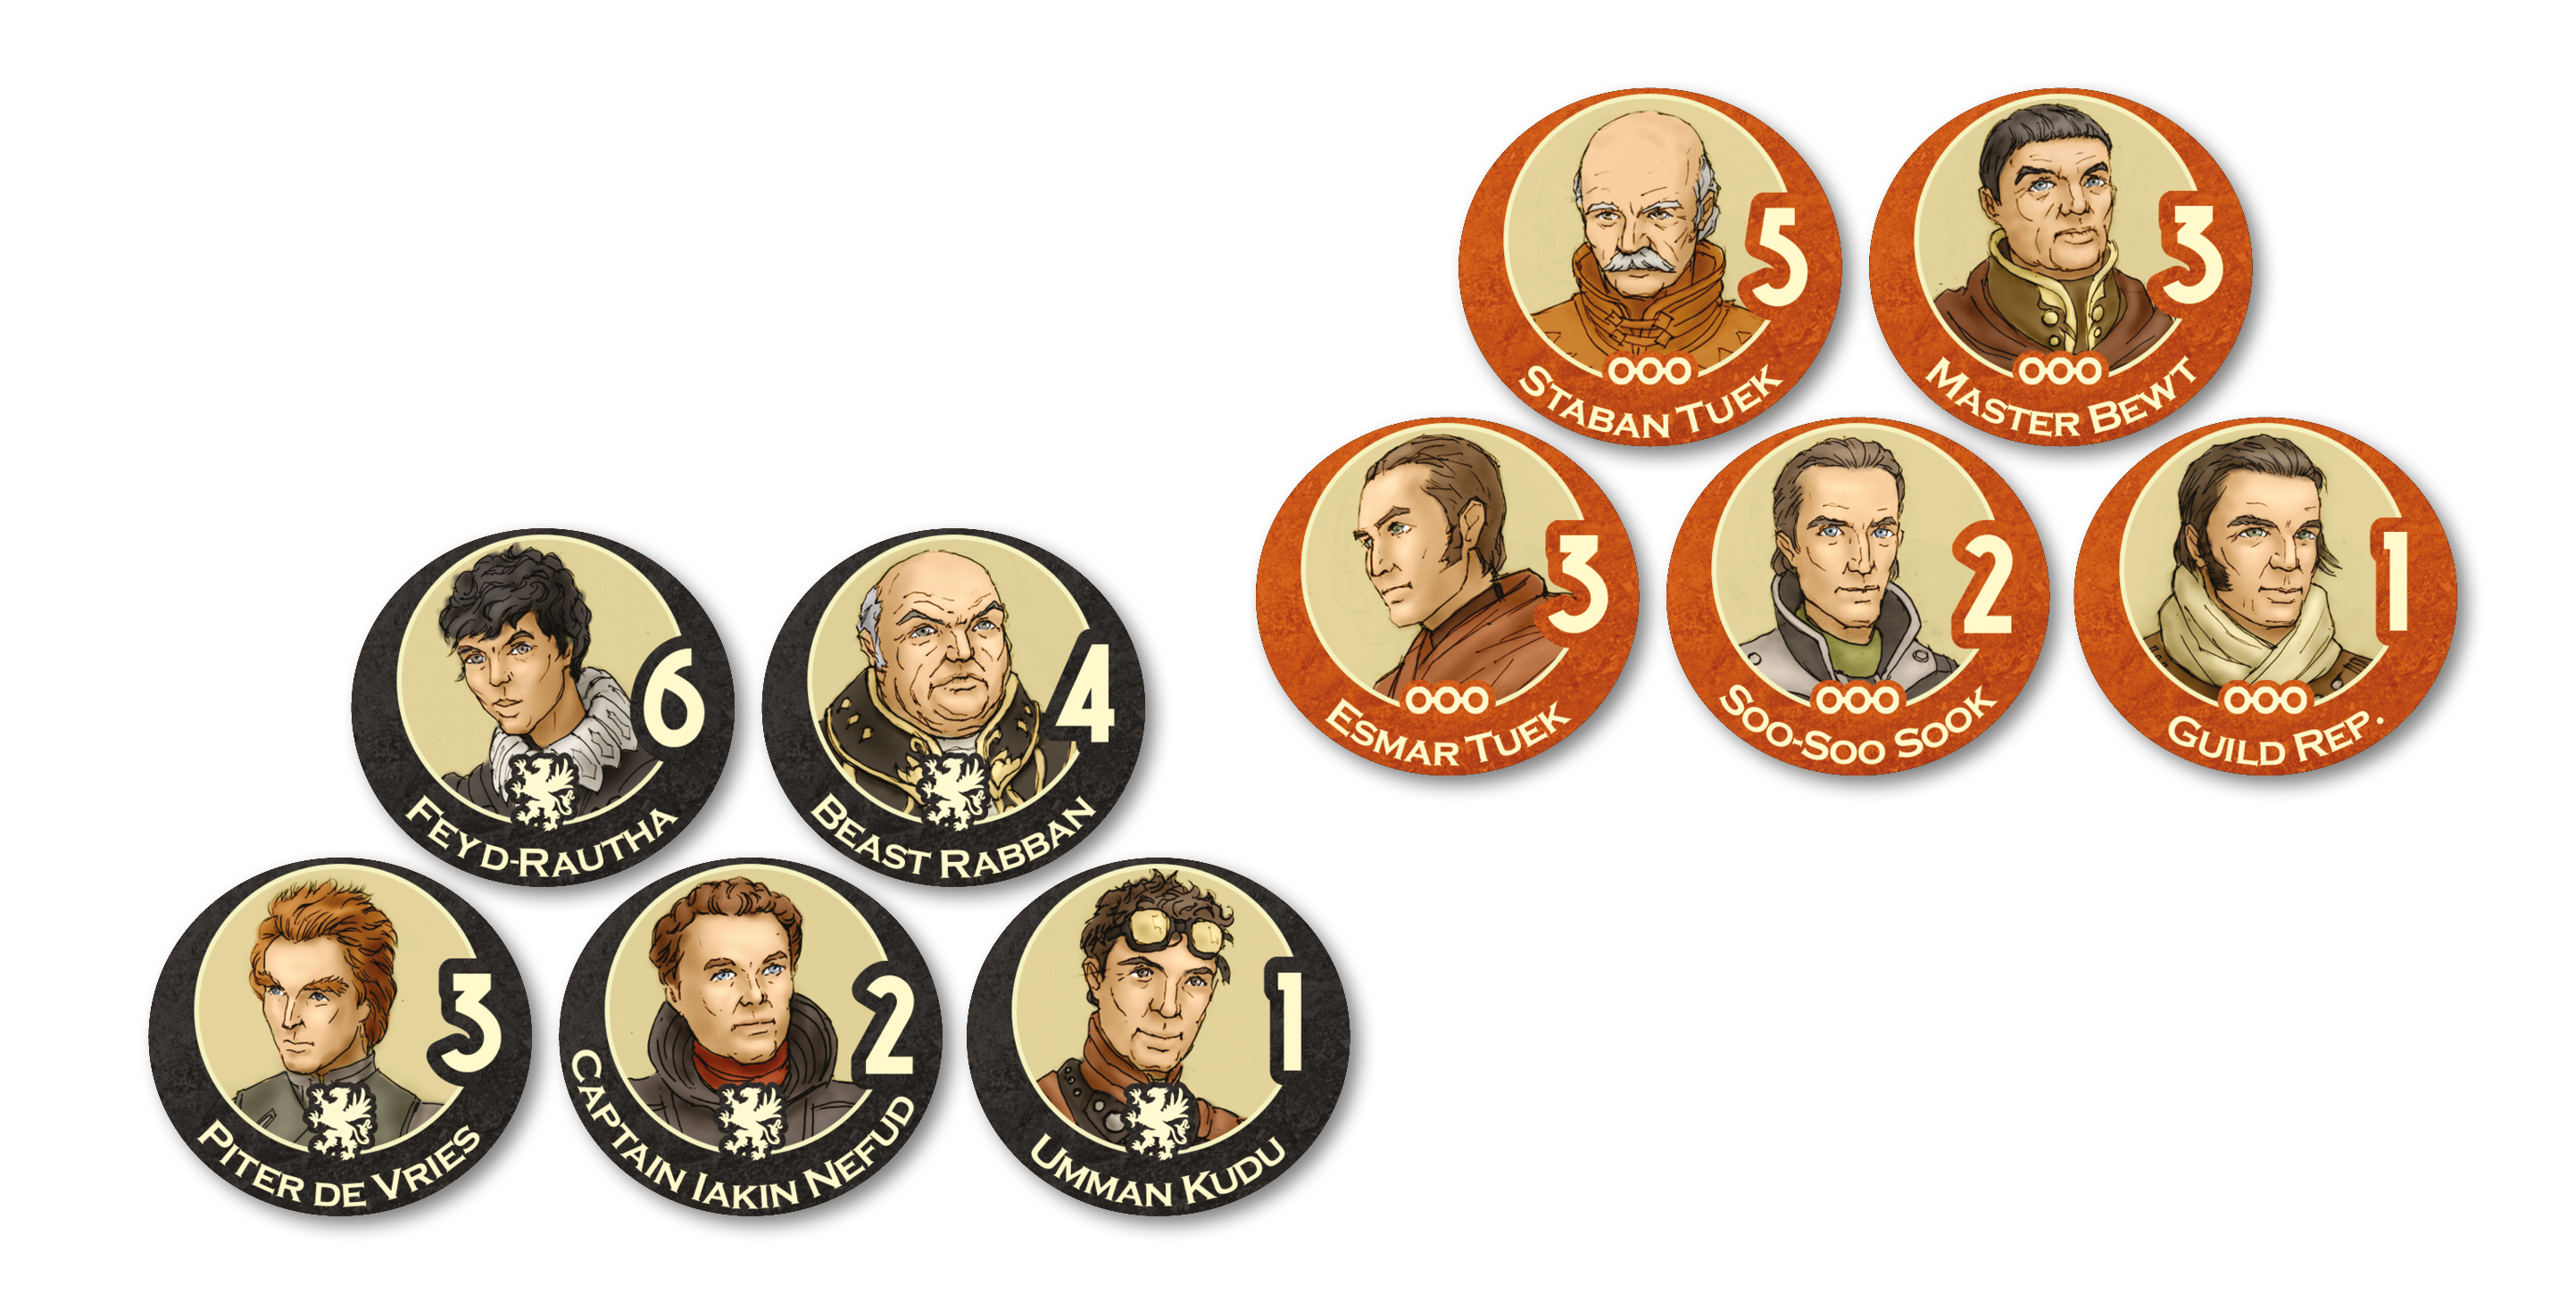 5
STABAN TUEK
3
MASTER BEWT
3
ESMAR TUEK
2
SOO-SOO SOOK
1
GUILD REP.
6
FEYD-RAUTHA
4
BEAST RABBAN
3
PITER DE VRIES
2
CAPTAIN IAKIN NEFUD
1
UMMAN KUDU